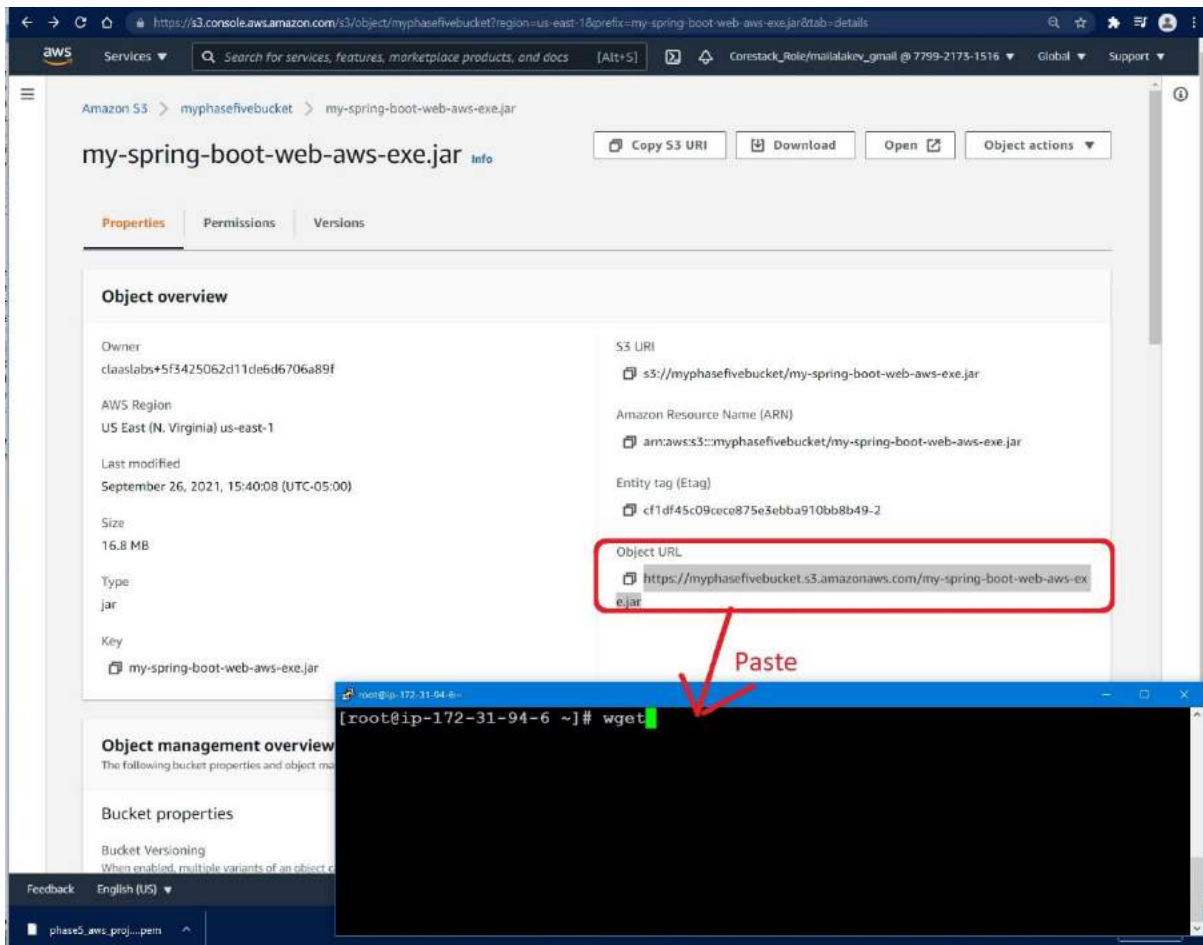 https://s3.console.aws.amazon.com/s3/object/myphasefivebucket?region=us-east-1&prefix=my-spring-boot-web-aws-exe.jar&tab=details
aws Services ▼ Search for services, features, marketplace products, and docs [Alt+S] Corestack_Role/mailalakev_gmail @ 7799-2173-1516 ▼ Global ▼ Support ▼
Amazon S3 > myphasefivebucket > my-spring-boot-web-aws-exe.jar
my-spring-boot-web-aws-exe.jar Info
Copy S3 URI Download Open Object actions ▼
Properties Permissions Versions
Object overview
Owner
claaslabs+5f3425062d11de6d6706a89f
AWS Region
US East (N. Virginia) us-east-1
Last modified
September 26, 2021, 15:40:08 (UTC-05:00)
Size
16.8 MB
Type
jar
Key
my-spring-boot-web-aws-exe.jar
S3 URI
s3://myphasefivebucket/my-spring-boot-web-aws-exe.jar
Amazon Resource Name (ARN)
arn:aws:s3:::myphasefivebucket/my-spring-boot-web-aws-exe.jar
Entity tag (Etag)
cf1df45c09cece875e3ebba910bb8b49-2
Object URL
https://myphasefivebucket.s3.amazonaws.com/my-spring-boot-web-aws-ex
e.jar
Paste
root@ip-172-31-94-6:~
[root@ip-172-31-94-6 ~]# wget
Object management overview
The following bucket properties and object ma
Bucket properties
Bucket Versioning
When enabled, multiple variants of an object c
Feedback English (US) ▼
phase5_aws_proj....pem